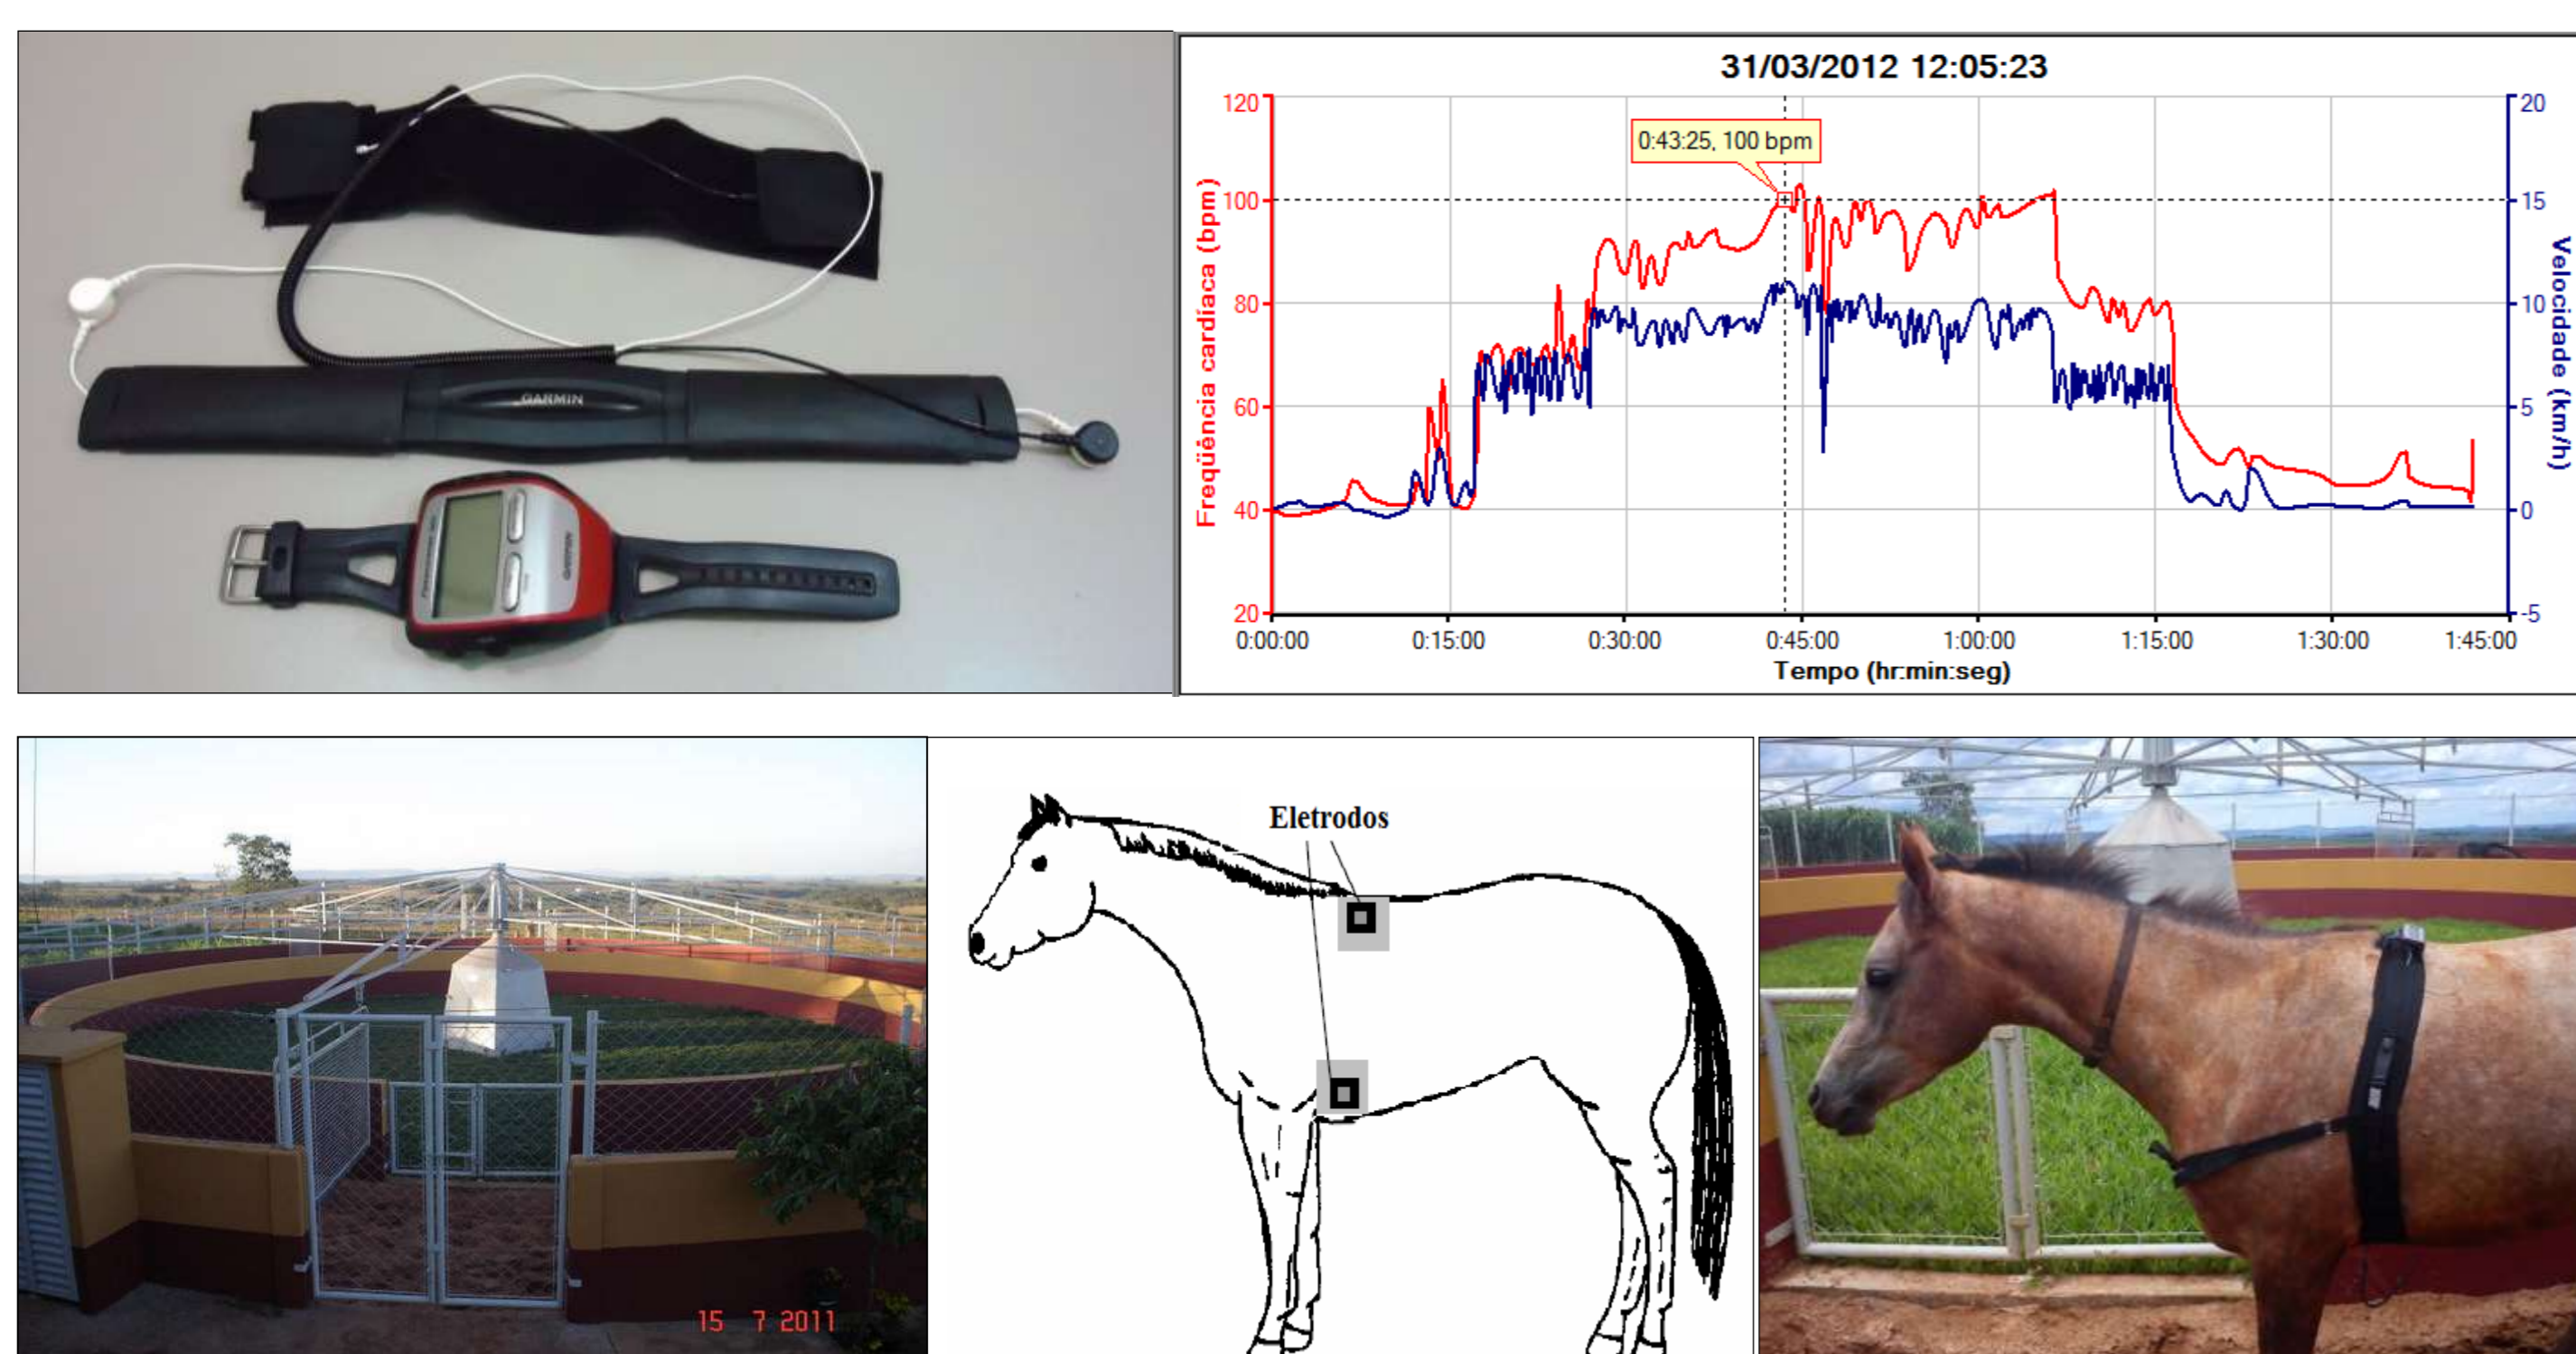 GARMIN
GARMIN
31/03/2012 12:05:23
120
100
80
60
40
20
20
15
10
5
0
-5
0:43:25, 100 bpm
Freqüência cardíaca (bpm)
Velocidade (km/h)
0:00:00 0:15:00 0:30:00 0:45:00 1:00:00 1:15:00 1:30:00 1:45:00
Tempo (hr:min:seg)
15 7 2011
Eletrodos